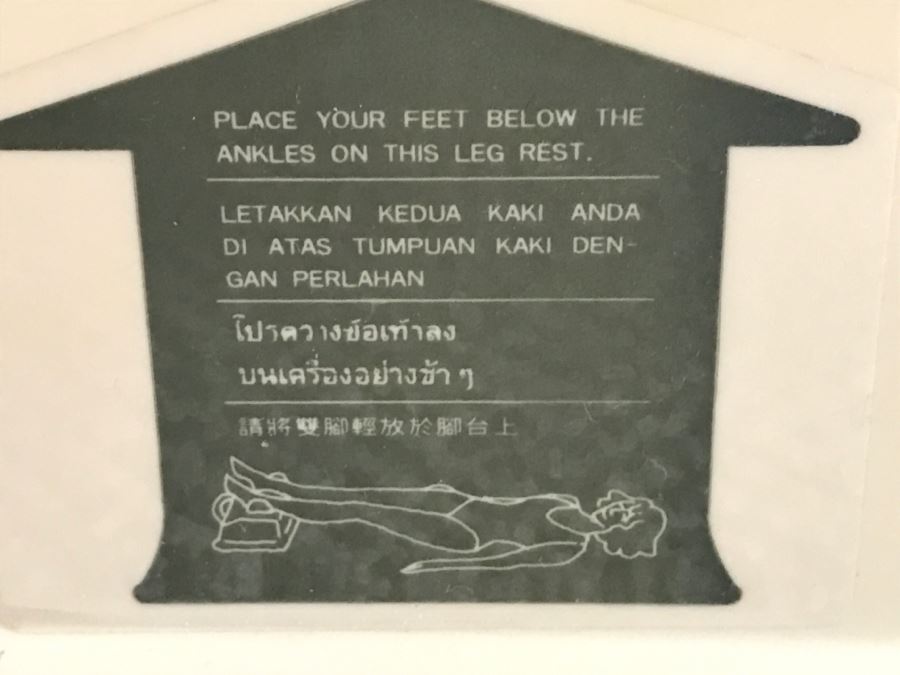 PLACE YOUR FEET BELOW THE
ANKLES ON THIS LEG REST.
LETAKKAN KEDUA KAKI ANDA
DI ATAS TUMPUAN KAKI DEN-
GAN PERLAHAN
โปรดวางข้อเท้าลง
บนเครื่องอย่างช้า ๆ
請將雙腳輕放於腳台上